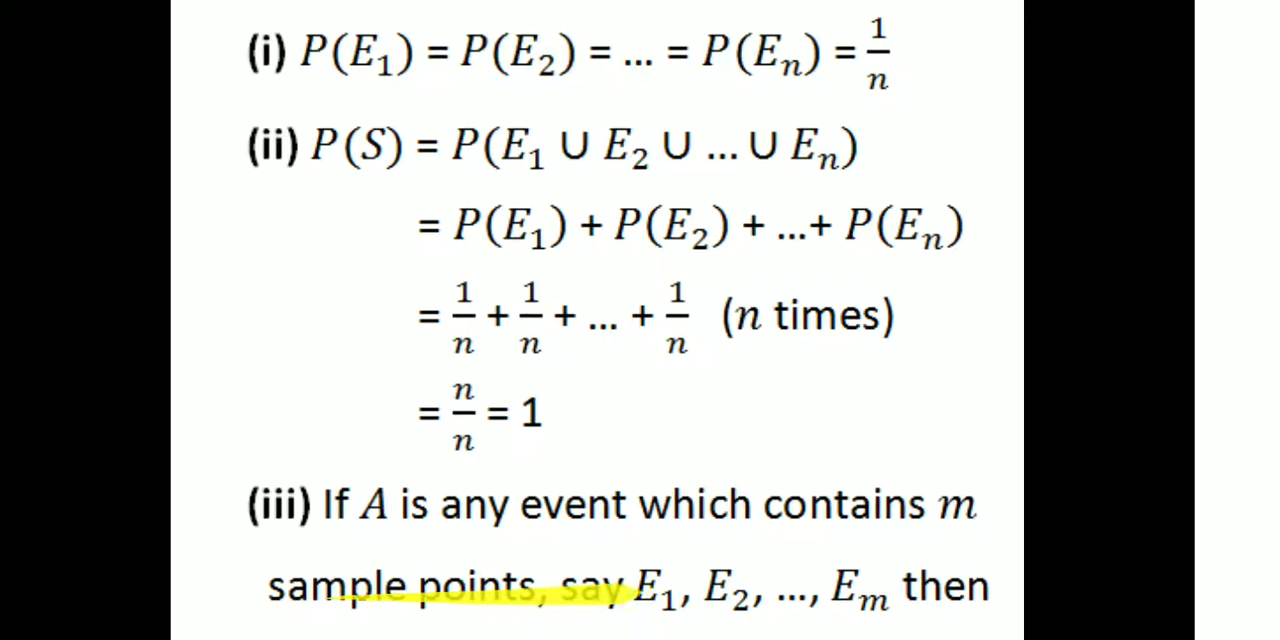 (i) P(E₁) = P(E₂) = ... = P(Eₙ) = 1/n
(ii) P(S) = P(E₁ ∪ E₂ ∪ ... ∪ Eₙ)
= P(E₁) + P(E₂) + ...+ P(Eₙ)
= 1/n + 1/n + ... + 1/n (n times)
= n/n = 1
(iii) If A is any event which contains m
sample points, say E₁, E₂, ..., Eₘ then